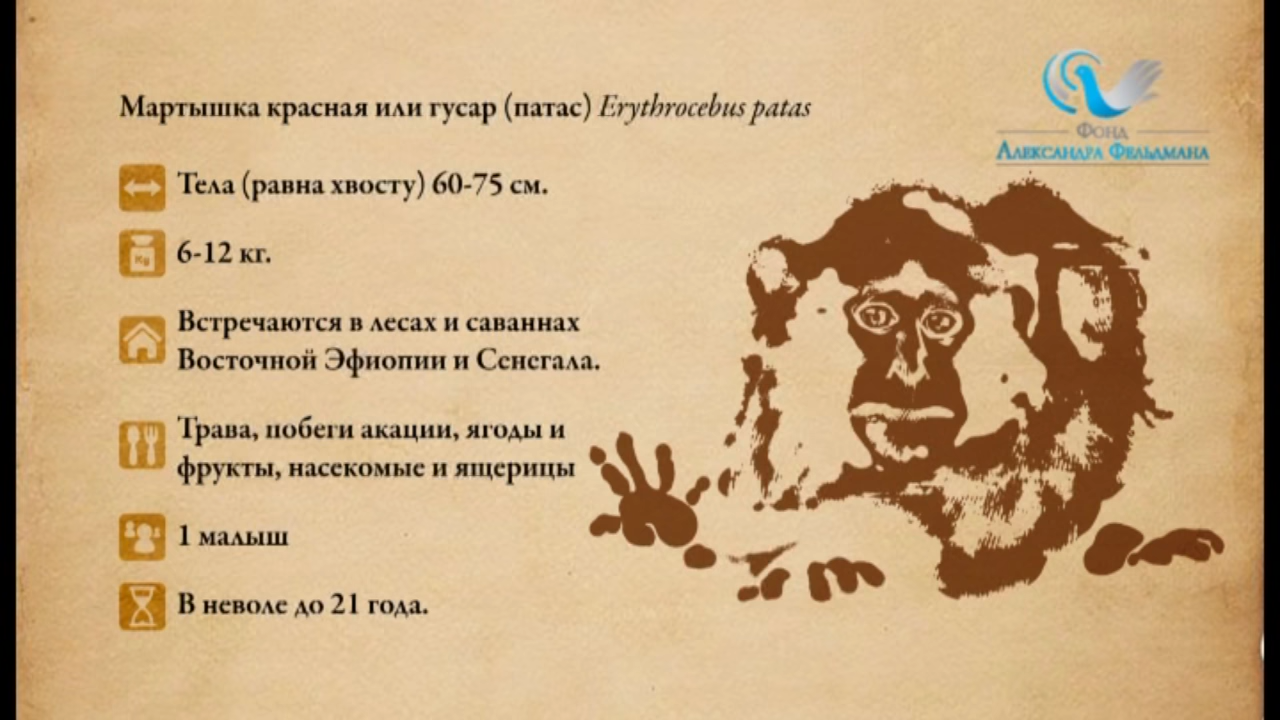 Мартышка красная или гусар (патас) Erythrocebus patas
Фонд
Александра Фельдмана
Тела (равна хвосту) 60-75 см.
Kg
6-12 кг.
Встречаются в лесах и саваннах
Восточной Эфиопии и Сенегала.
Трава, побеги акации, ягоды и
фрукты, насекомые и ящерицы
1 малыш
В неволе до 21 года.